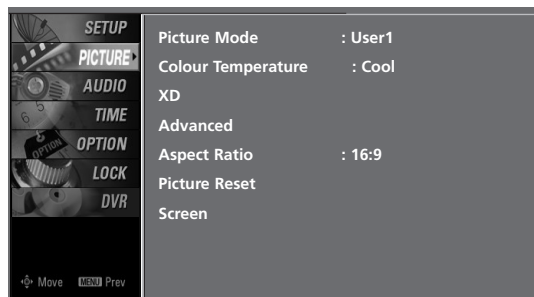 SETUP
PICTURE
AUDIO
TIME
OPTION
LOCK
DVR
Move MENU Prev
Picture Mode : User1
Colour Temperature : Cool
XD
Advanced
Aspect Ratio : 16:9
Picture Reset
Screen